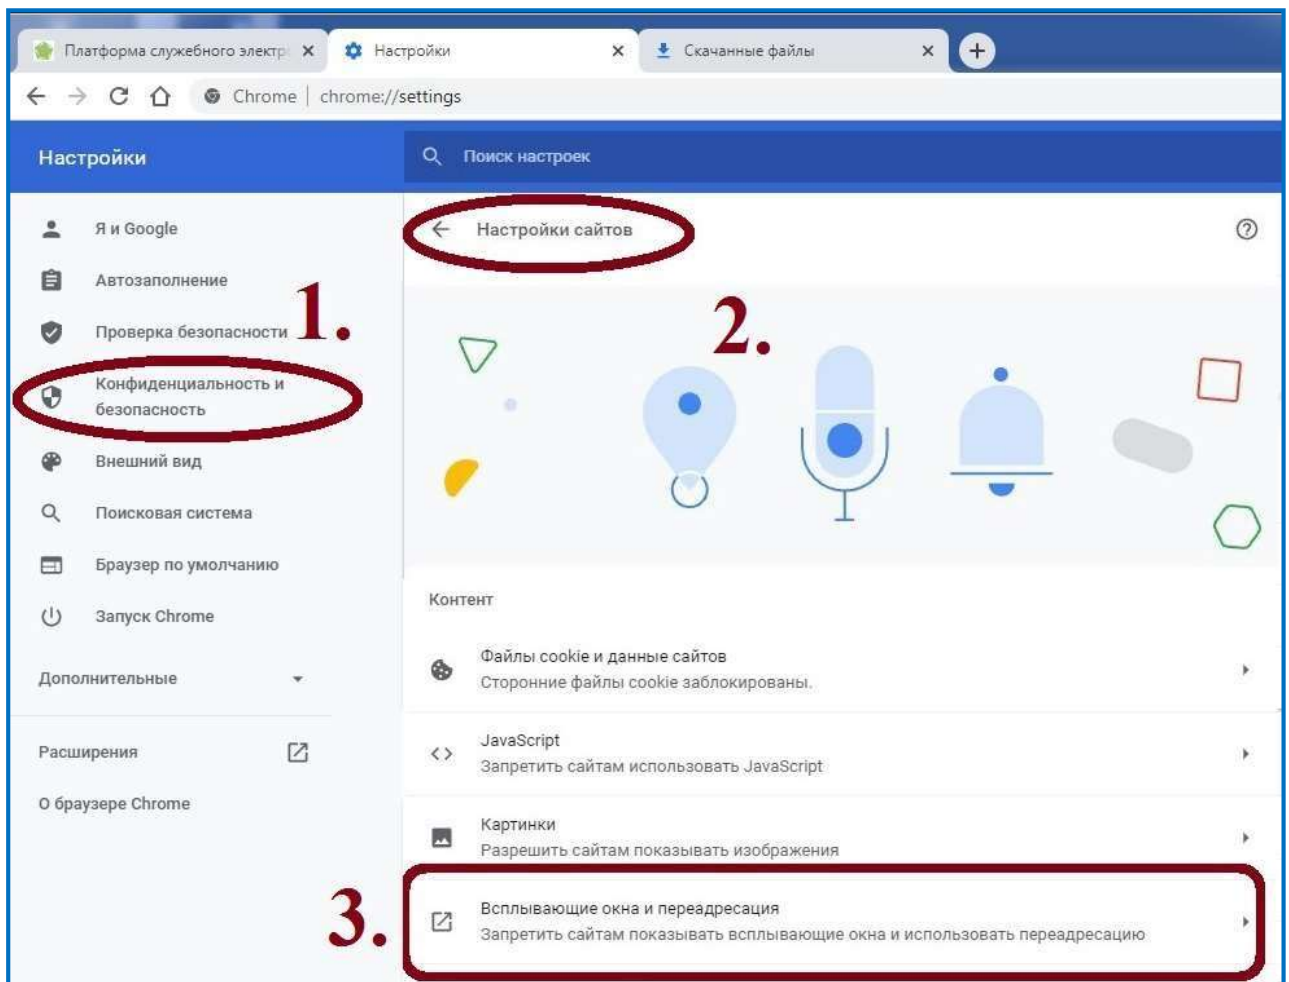 Платформа служебного электр
Настройки
Скачанные файлы
Chrome | chrome://settings
Настройки
Поиск настроек
Я и Google
Автозаполнение
Проверка безопасности
1.
Конфиденциальность и
безопасность
Внешний вид
Поисковая система
Браузер по умолчанию
Запуск Chrome
Дополнительные
Расширения
О браузере Chrome
Настройки сайтов
2.
Контент
Файлы cookie и данные сайтов
Сторонние файлы cookie заблокированы.
JavaScript
Запретить сайтам использовать JavaScript
Картинки
Разрешить сайтам показывать изображения
3.
Всплывающие окна и переадресация
Запретить сайтам показывать всплывающие окна и использовать переадресацию